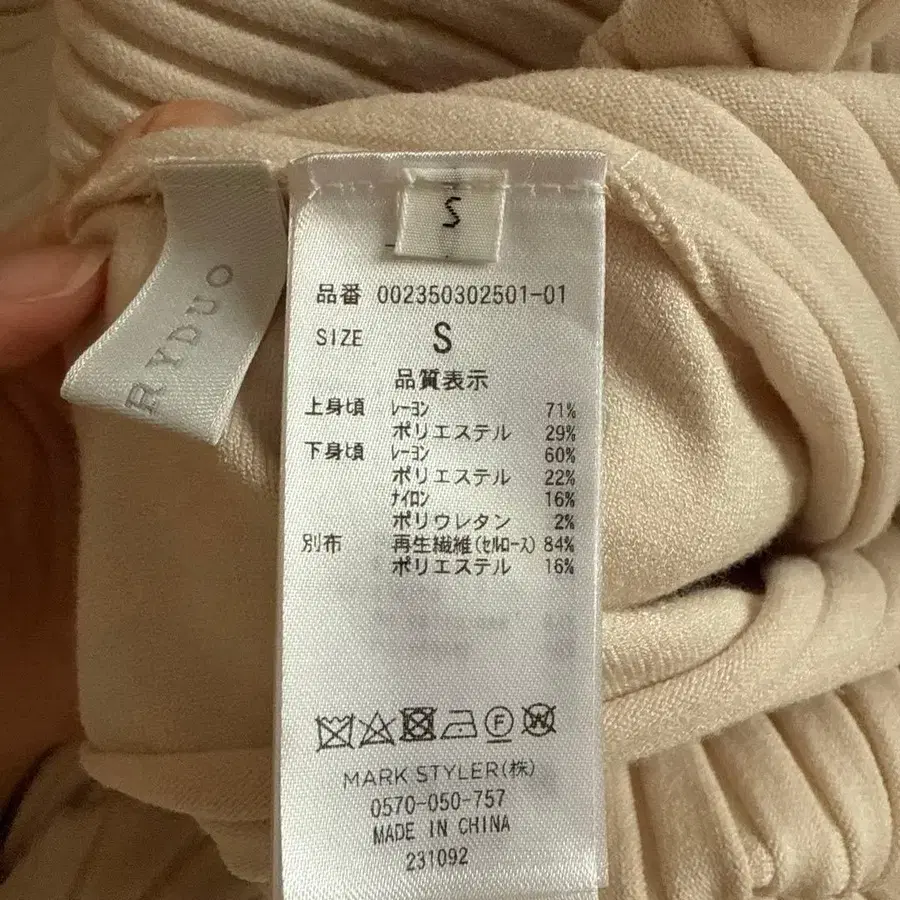 RYDUO
S
品番 002350302501-01
SIZE S
品質表示
上身頃 ﾚｰﾖﾝ 71%
ポリエステル 29%
下身頃 ﾚｰﾖﾝ 60%
ポリエステル 22%
ﾅｲﾛﾝ 16%
ポリウレタン 2%
別布 再生繊維(ｾﾙﾛｰｽ) 84%
ポリエステル 16%
F W
MARK STYLER(株)
0570-050-757
MADE IN CHINA
231092